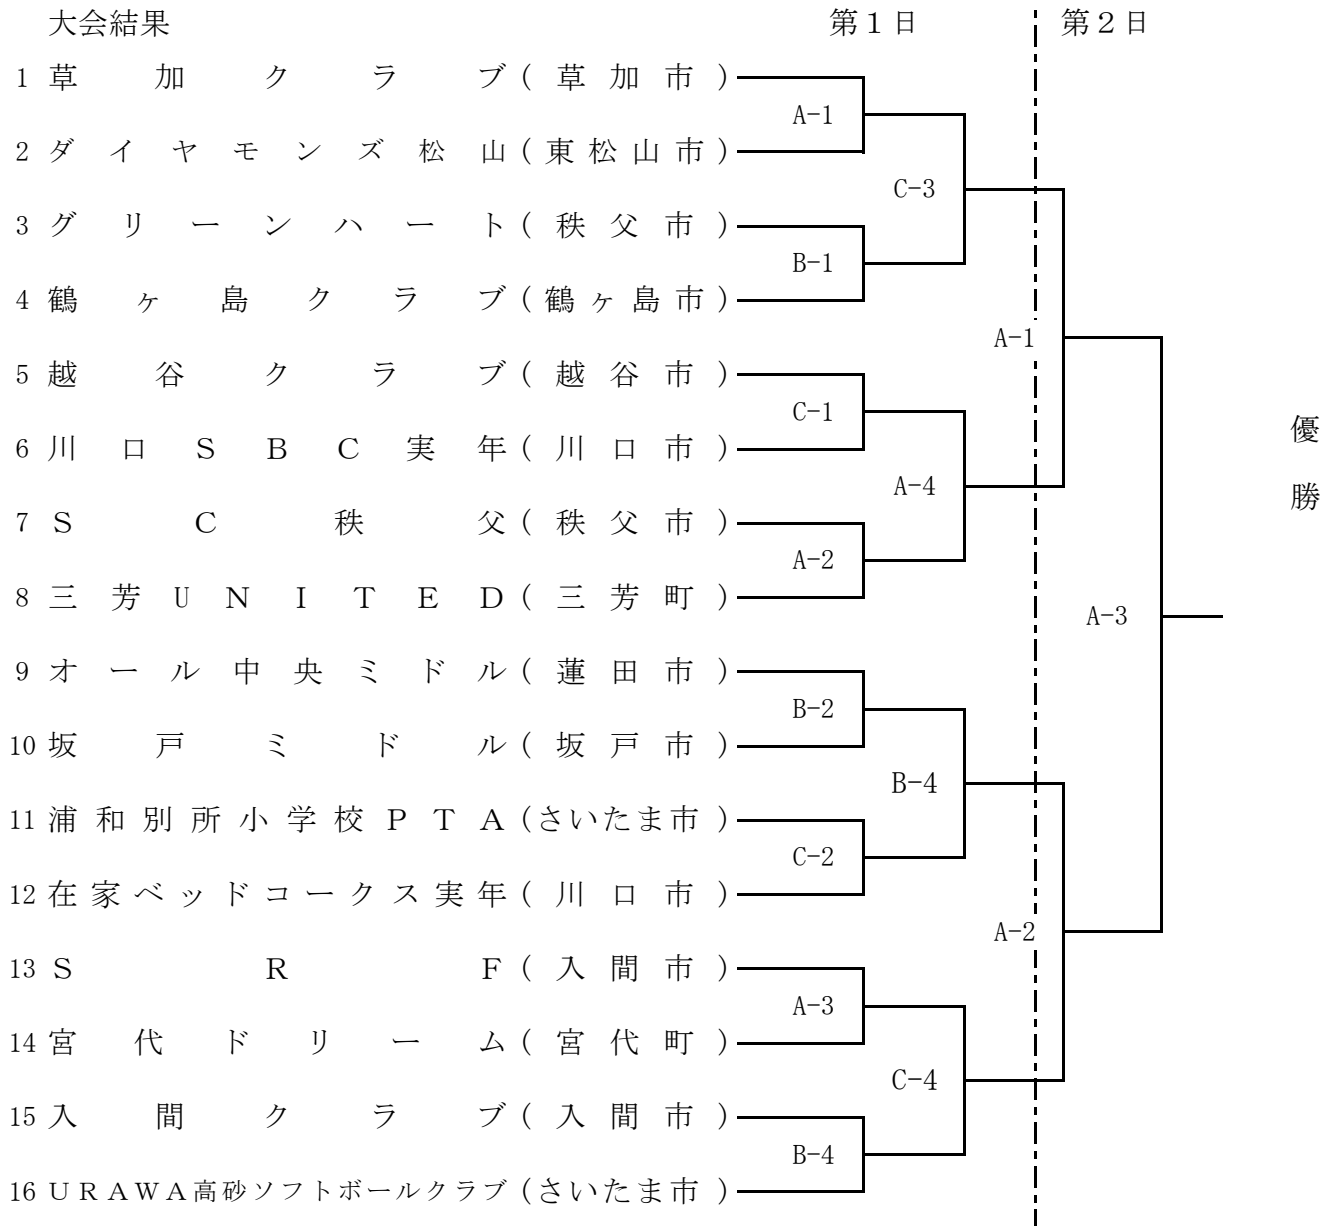 大会結果 第１日 第２日
1 草加クラブ(草加市)
A-1
2 ダイヤモンズ松山(東松山市)
C-3
3 グリーンハート(秩父市)
B-1
4 鶴ヶ島クラブ(鶴ヶ島市)
A-1
5 越谷クラブ(越谷市)
C-1
6 川口ＳＢＣ実年(川口市)
A-4
7 ＳＣ秩父(秩父市)
A-2
8 三芳UＮＩＴＥＤ(三芳町)
A-3
優勝
9 オール中央ミドル(蓮田市)
B-2
10 坂戸ミドル(坂戸市)
B-4
11 浦和別所小学校ＰＴＡ(さいたま市)
C-2
12 在家ベッドコークス実年(川口市)
A-2
13 ＳＲＦ(入間市)
A-3
14 宮代ドリーム(宮代町)
C-4
15 入間クラブ(入間市)
B-4
16 ＵＲＡＷＡ高砂ソフトボールクラブ(さいたま市)